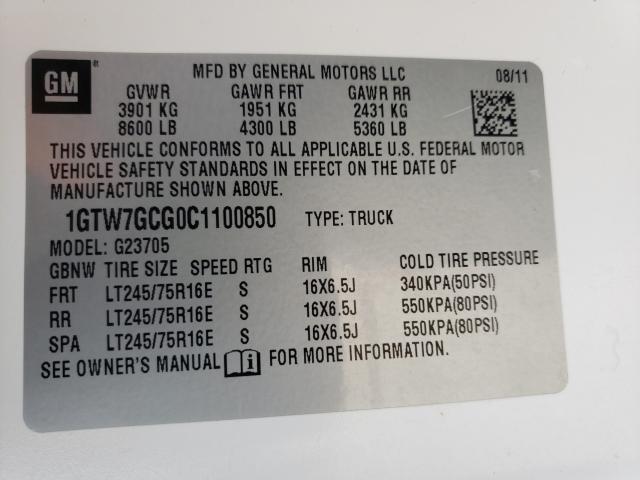 GM ® MFD BY GENERAL MOTORS LLC 08/11
GVWR GAWR FRT GAWR RR
3901 KG 1951 KG 2431 KG
8600 LB 4300 LB 5360 LB
THIS VEHICLE CONFORMS TO ALL APPLICABLE U.S. FEDERAL MOTOR
VEHICLE SAFETY STANDARDS IN EFFECT ON THE DATE OF
MANUFACTURE SHOWN ABOVE.
1GTW7GCG0C1100850 TYPE: TRUCK
MODEL: G23705
GBNW TIRE SIZE SPEED RTG RIM COLD TIRE PRESSURE
FRT LT245/75R16E S 16X6.5J 340KPA(50PSI)
RR LT245/75R16E S 16X6.5J 550KPA(80PSI)
SPA LT245/75R16E S 16X6.5J 550KPA(80PSI)
SEE OWNER'S MANUAL i FOR MORE INFORMATION.